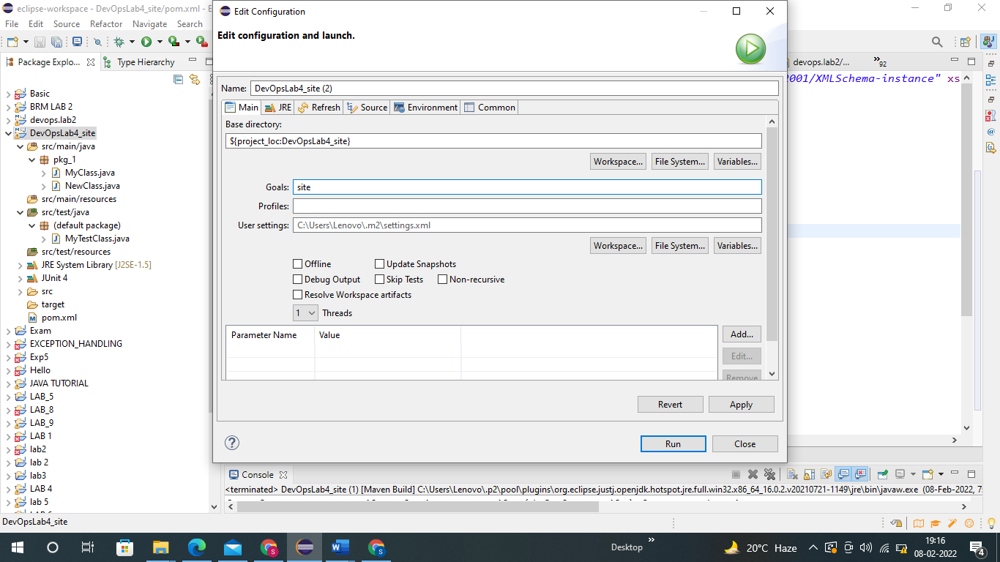 eclipse-workspace - DevOpsLab4_site/pom.xml -
File Edit Source Refactor Navigate Search
Package Explo... Type Hierarchy
Basic
BRM LAB 2
devops.lab2
DevOpsLab4_site
src/main/java
pkg_1
MyClass.java
NewClass.java
src/main/resources
src/test/java
(default package)
MyTestClass.java
src/test/resources
JRE System Library [J2SE-1.5]
JUnit 4
src
target
pom.xml
Exam
EXCEPTION_HANDLING
Exp5
Hello
JAVA TUTORIAL
LAB_5
LAB_8
LAB_9
LAB 1
lab2
lab 2
lab3
LAB 4
lab 5
Edit Configuration
Edit configuration and launch.
Name: DevOpsLab4_site (2)
Main JRE Refresh Source Environment Common
Base directory:
${project_loc:DevOpsLab4_site}
Workspace... File System... Variables...
Goals: site
Profiles:
User settings: C:\Users\Lenovo\.m2\settings.xml
Workspace... File System... Variables...
Offline Update Snapshots
Debug Output Skip Tests Non-recursive
Resolve Workspace artifacts
1 Threads
Parameter Name Value
Add...
Edit...
Remove
Revert Apply
Run Close
devops.lab2/... 92
001/XMLSchema-instance" xs
Console
<terminated> DevOpsLab4_site (1) [Maven Build] C:\Users\Lenovo\.p2\pool\plugins\org.eclipse.justj.openjdk.hotspot.jre.full.win32.x86_64_16.0.2.v20210721-1149\jre\bin\javaw.exe (08-Feb-2022, 7:
DevOpsLab4_site
Desktop
20°C Haze
19:16
08-02-2022
4